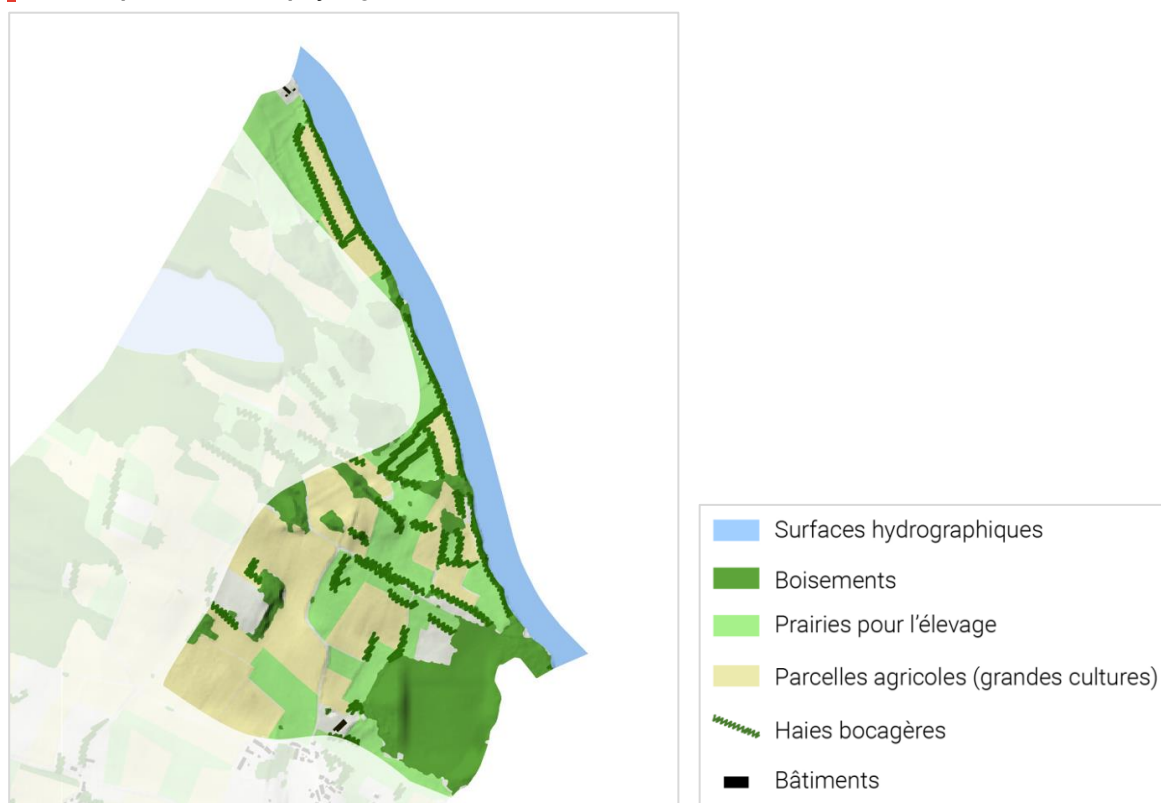 Surfaces hydrographiques
Boisements
Prairies pour l'élevage
Parcelles agricoles (grandes cultures)
Haies bocagères
Bâtiments